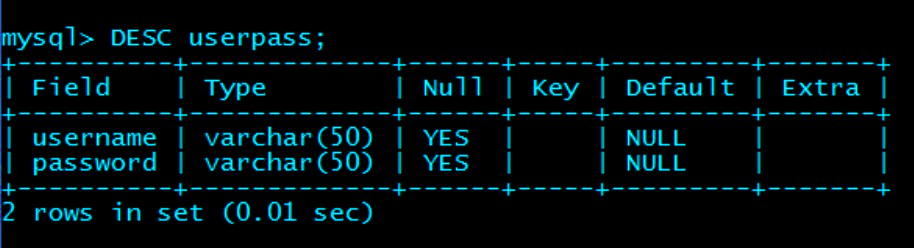 mysql> DESC userpass;
+----------+-------------+------+-----+---------+-------+
| Field    | Type        | Null | Key | Default | Extra |
+----------+-------------+------+-----+---------+-------+
| username | varchar(50) | YES  |     | NULL    |       |
| password | varchar(50) | YES  |     | NULL    |       |
+----------+-------------+------+-----+---------+-------+
2 rows in set (0.01 sec)